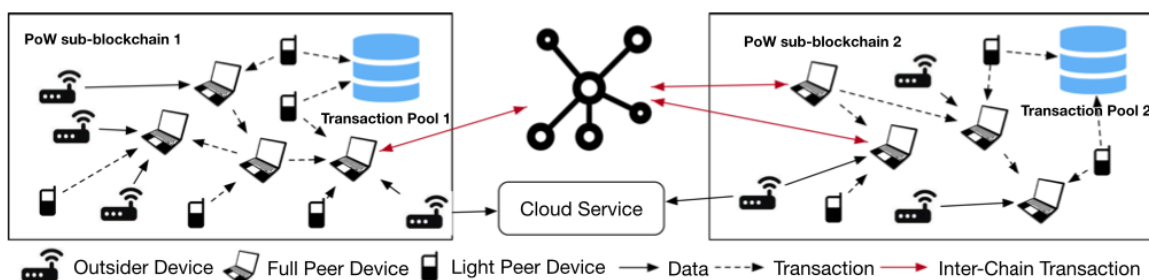 PoW sub-blockchain 1
PoW sub-blockchain 2
Transaction Pool 1
Transaction Pool 2
Cloud Service
Outsider Device
Full Peer Device
Light Peer Device
Data
Transaction
Inter-Chain Transaction